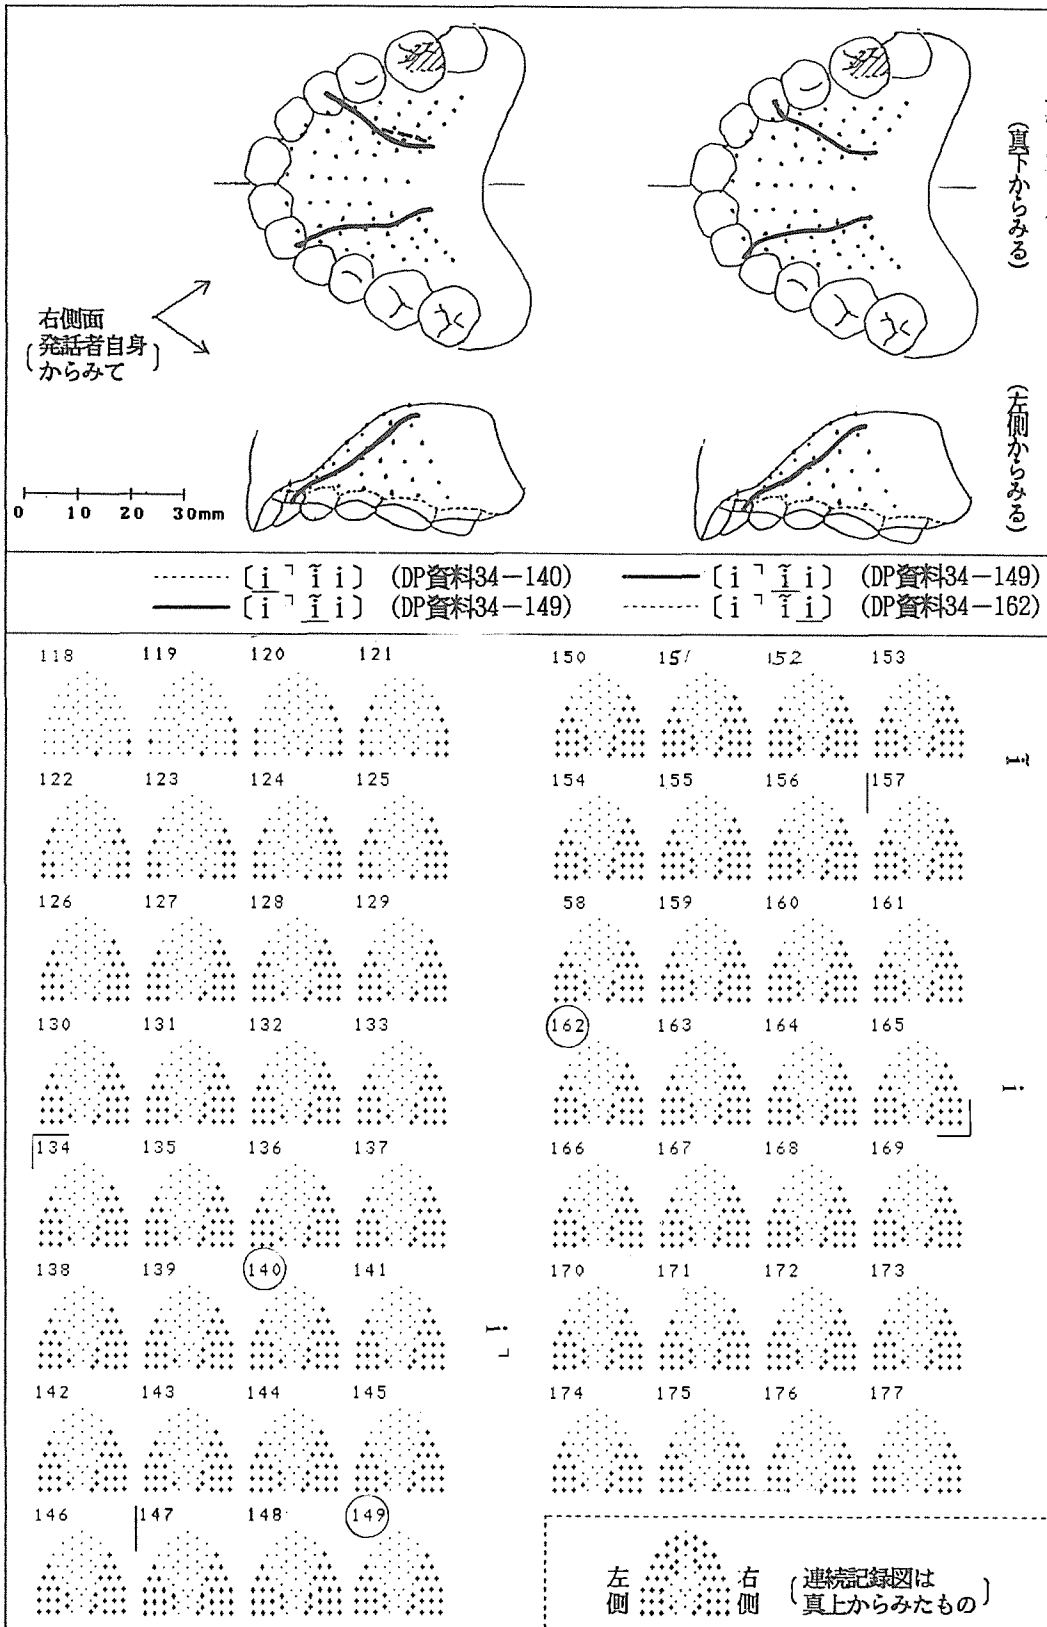 (真下からみる)
右側面
発話者自身
からみて
(左側からみる)
0 10 20 30mm
[i ̚ ĩ i] (DP資料34-140)
[i ̚ ĩ i] (DP資料34-149)
[i ̚ ĩ i] (DP資料34-149)
[i ̚ ĩ i] (DP資料34-162)
118 119 120 121
122 123 124 125
126 127 128 129
130 131 132 133
134 135 136 137
138 139 140 141
142 143 144 145
146 147 148 149
i ̚
150 151 152 153
154 155 156 157
58 159 160 161
162 163 164 165
166 167 168 169
170 171 172 173
174 175 176 177
ĩ
i
左側
右側
(連続記録図は
真上からみたもの)